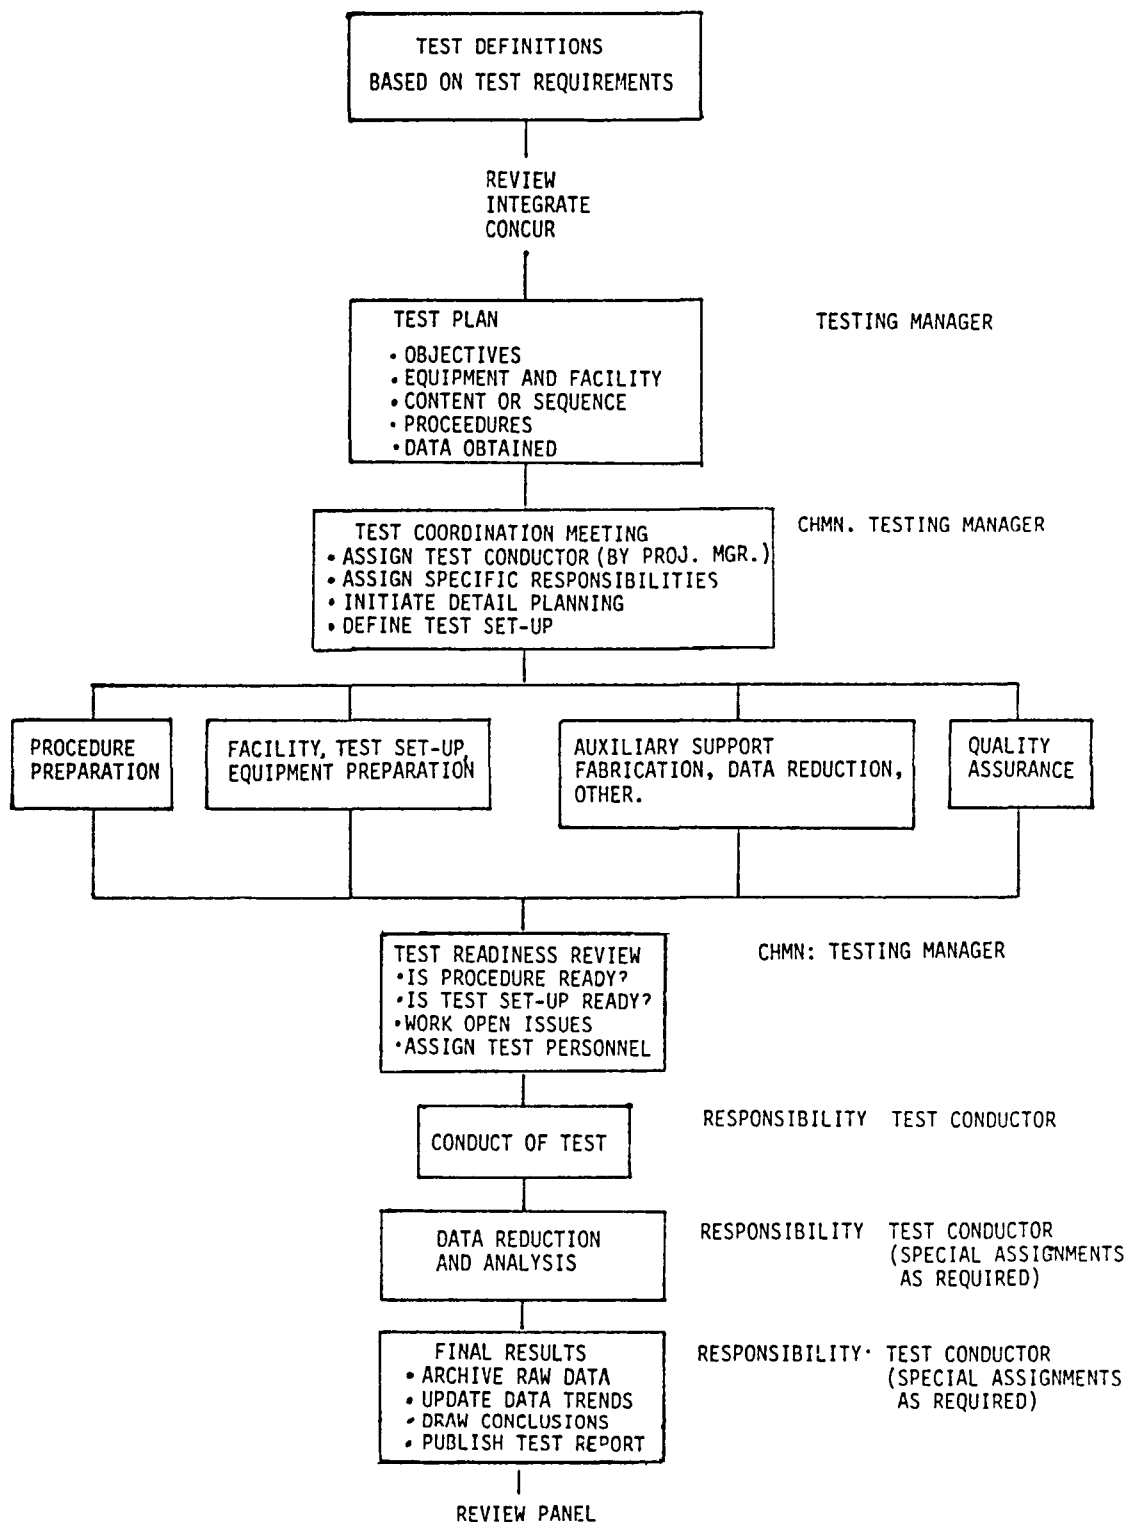 TEST DEFINITIONS
BASED ON TEST REQUIREMENTS
REVIEW
INTEGRATE
CONCUR
TEST PLAN
• OBJECTIVES
• EQUIPMENT AND FACILITY
• CONTENT OR SEQUENCE
• PROCEEDURES
• DATA OBTAINED
TESTING MANAGER
TEST COORDINATION MEETING
• ASSIGN TEST CONDUCTOR (BY PROJ. MGR.)
• ASSIGN SPECIFIC RESPONSIBILITIES
• INITIATE DETAIL PLANNING
• DEFINE TEST SET-UP
CHMN. TESTING MANAGER
PROCEDURE
PREPARATION
FACILITY, TEST SET-UP,
EQUIPMENT PREPARATION
AUXILIARY SUPPORT
FABRICATION, DATA REDUCTION,
OTHER.
QUALITY
ASSURANCE
TEST READINESS REVIEW
• IS PROCEDURE READY?
• IS TEST SET-UP READY?
• WORK OPEN ISSUES
• ASSIGN TEST PERSONNEL
CHMN: TESTING MANAGER
CONDUCT OF TEST
RESPONSIBILITY TEST CONDUCTOR
DATA REDUCTION
AND ANALYSIS
RESPONSIBILITY TEST CONDUCTOR
(SPECIAL ASSIGNMENTS
AS REQUIRED)
FINAL RESULTS
• ARCHIVE RAW DATA
• UPDATE DATA TRENDS
• DRAW CONCLUSIONS
• PUBLISH TEST REPORT
RESPONSIBILITY· TEST CONDUCTOR
(SPECIAL ASSIGNMENTS
AS REQUIRED)
REVIEW PANEL